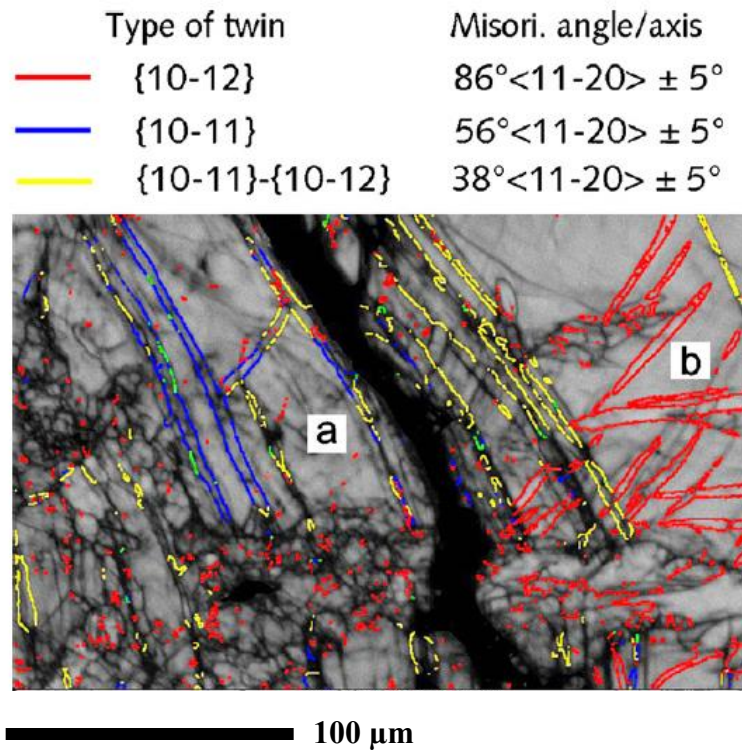 Type of twin Misori. angle/axis
{10-12} 86°<11-20> ± 5°
{10-11} 56°<11-20> ± 5°
{10-11}-{10-12} 38°<11-20> ± 5°
a
b
100 μm